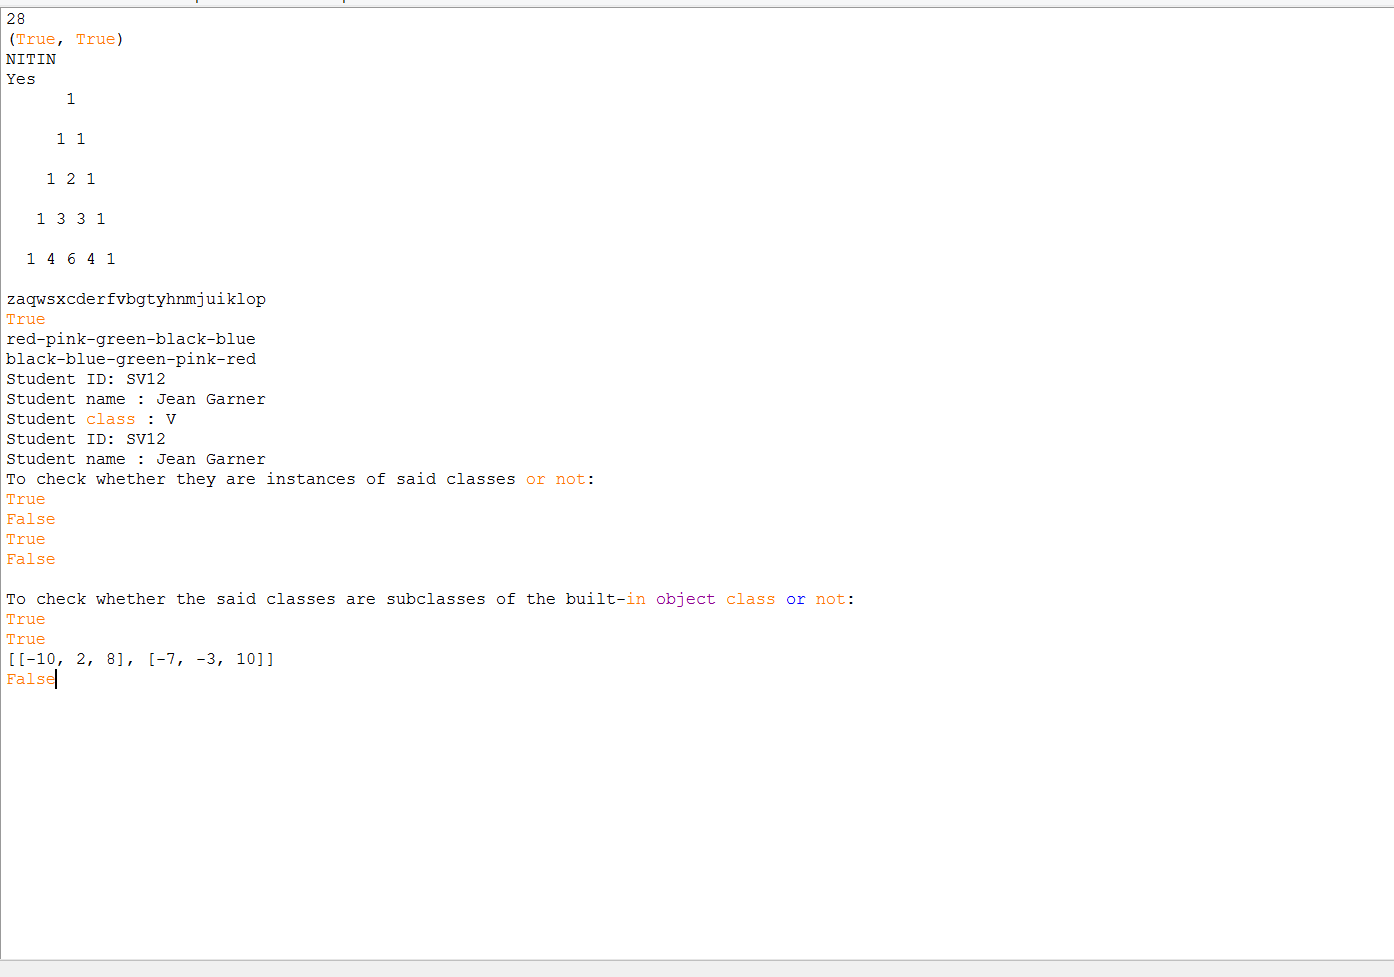 28
(True, True)
NITIN
Yes
1
1 1
1 2 1
1 3 3 1
1 4 6 4 1
zaqwsxcderfvbgtyhnmjuiklop
True
red-pink-green-black-blue
black-blue-green-pink-red
Student ID: SV12
Student name : Jean Garner
Student class : V
Student ID: SV12
Student name : Jean Garner
To check whether they are instances of said classes or not:
True
False
True
False
To check whether the said classes are subclasses of the built-in object class or not:
True
True
[[-10, 2, 8], [-7, -3, 10]]
False